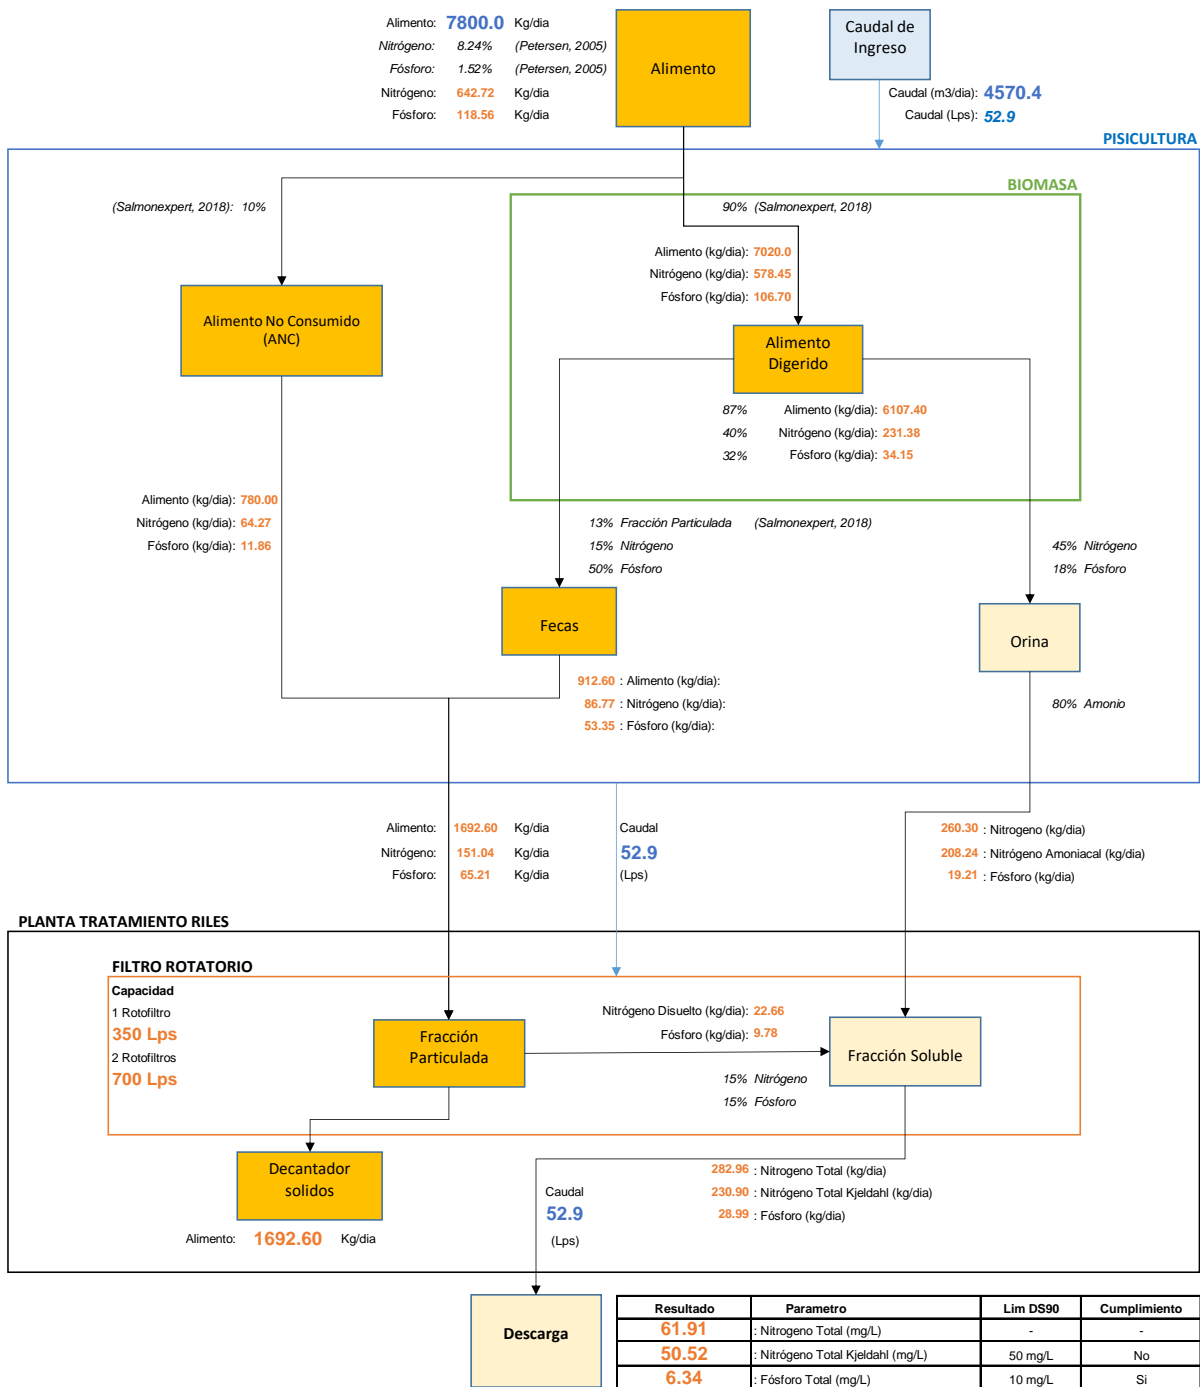 Alimento: 7800.0 Kg/dia
Nitrógeno: 8.24% (Petersen, 2005)
Fósforo: 1.52% (Petersen, 2005)
Nitrógeno: 642.72 Kg/dia
Fósforo: 118.56 Kg/dia
Alimento
Caudal de
Ingreso
Caudal (m3/dia): 4570.4
Caudal (Lps): 52.9
PISICULTURA
BIOMASA
(Salmonexpert, 2018): 10%
90% (Salmonexpert, 2018)
Alimento (kg/dia): 7020.0
Nitrógeno (kg/dia): 578.45
Fósforo (kg/dia): 106.70
Alimento No Consumido
(ANC)
Alimento
Digerido
87% Alimento (kg/dia): 6107.40
40% Nitrógeno (kg/dia): 231.38
32% Fósforo (kg/dia): 34.15
Alimento (kg/dia): 780.00
Nitrógeno (kg/dia): 64.27
Fósforo (kg/dia): 11.86
13% Fracción Particulada (Salmonexpert, 2018)
15% Nitrógeno
50% Fósforo
45% Nitrógeno
18% Fósforo
Fecas
Orina
912.60 : Alimento (kg/dia):
86.77 : Nitrógeno (kg/dia):
53.35 : Fósforo (kg/dia):
80% Amonio
Alimento: 1692.60 Kg/dia
Nitrógeno: 151.04 Kg/dia
Fósforo: 65.21 Kg/dia
Caudal
52.9
(Lps)
260.30 : Nitrogeno (kg/dia)
208.24 : Nitrógeno Amoniacal (kg/dia)
19.21 : Fósforo (kg/dia)
PLANTA TRATAMIENTO RILES
FILTRO ROTATORIO
Capacidad
1 Rotofiltro
350 Lps
2 Rotofiltros
700 Lps
Fracción
Particulada
Nitrógeno Disuelto (kg/dia): 22.66
Fósforo (kg/dia): 9.78
15% Nitrógeno
15% Fósforo
Fracción Soluble
Decantador
solidos
Alimento: 1692.60 Kg/dia
Caudal
52.9
(Lps)
282.96 : Nitrogeno Total (kg/dia)
230.90 : Nitrógeno Total Kjeldahl (kg/dia)
28.99 : Fósforo (kg/dia)
Descarga
Resultado Parametro Lim DS90 Cumplimiento
61.91 : Nitrogeno Total (mg/L) - -
50.52 : Nitrógeno Total Kjeldahl (mg/L) 50 mg/L No
6.34 : Fósforo Total (mg/L) 10 mg/L Si